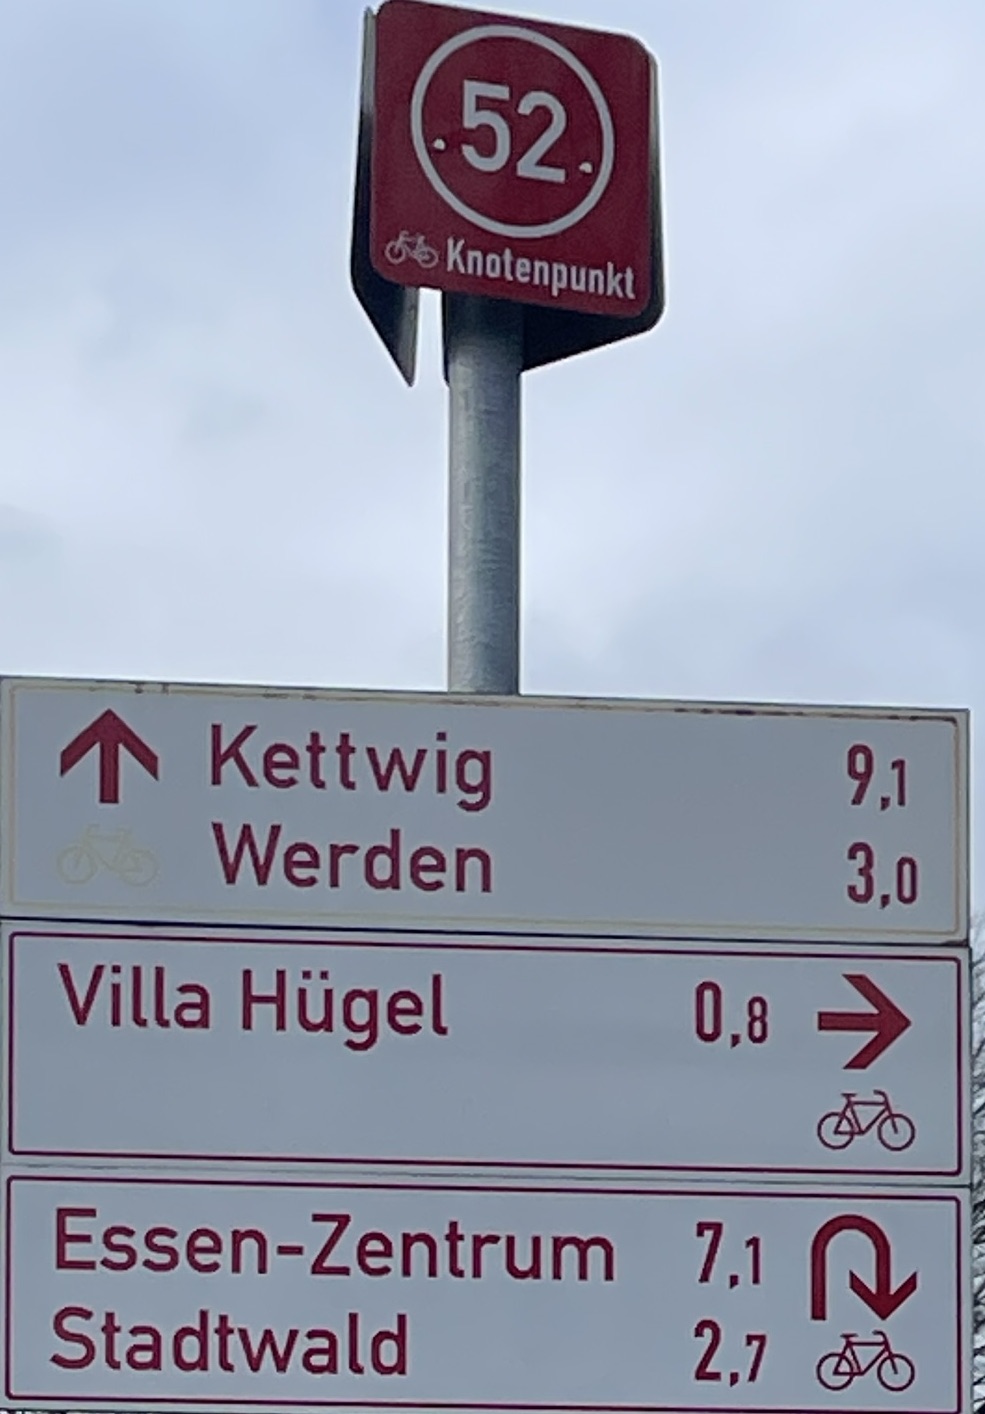 52
Knotenpunkt
Kettwig 9,1
Werden 3,0
Villa Hügel 0,8
Essen-Zentrum 7,1
Stadtwald 2,7